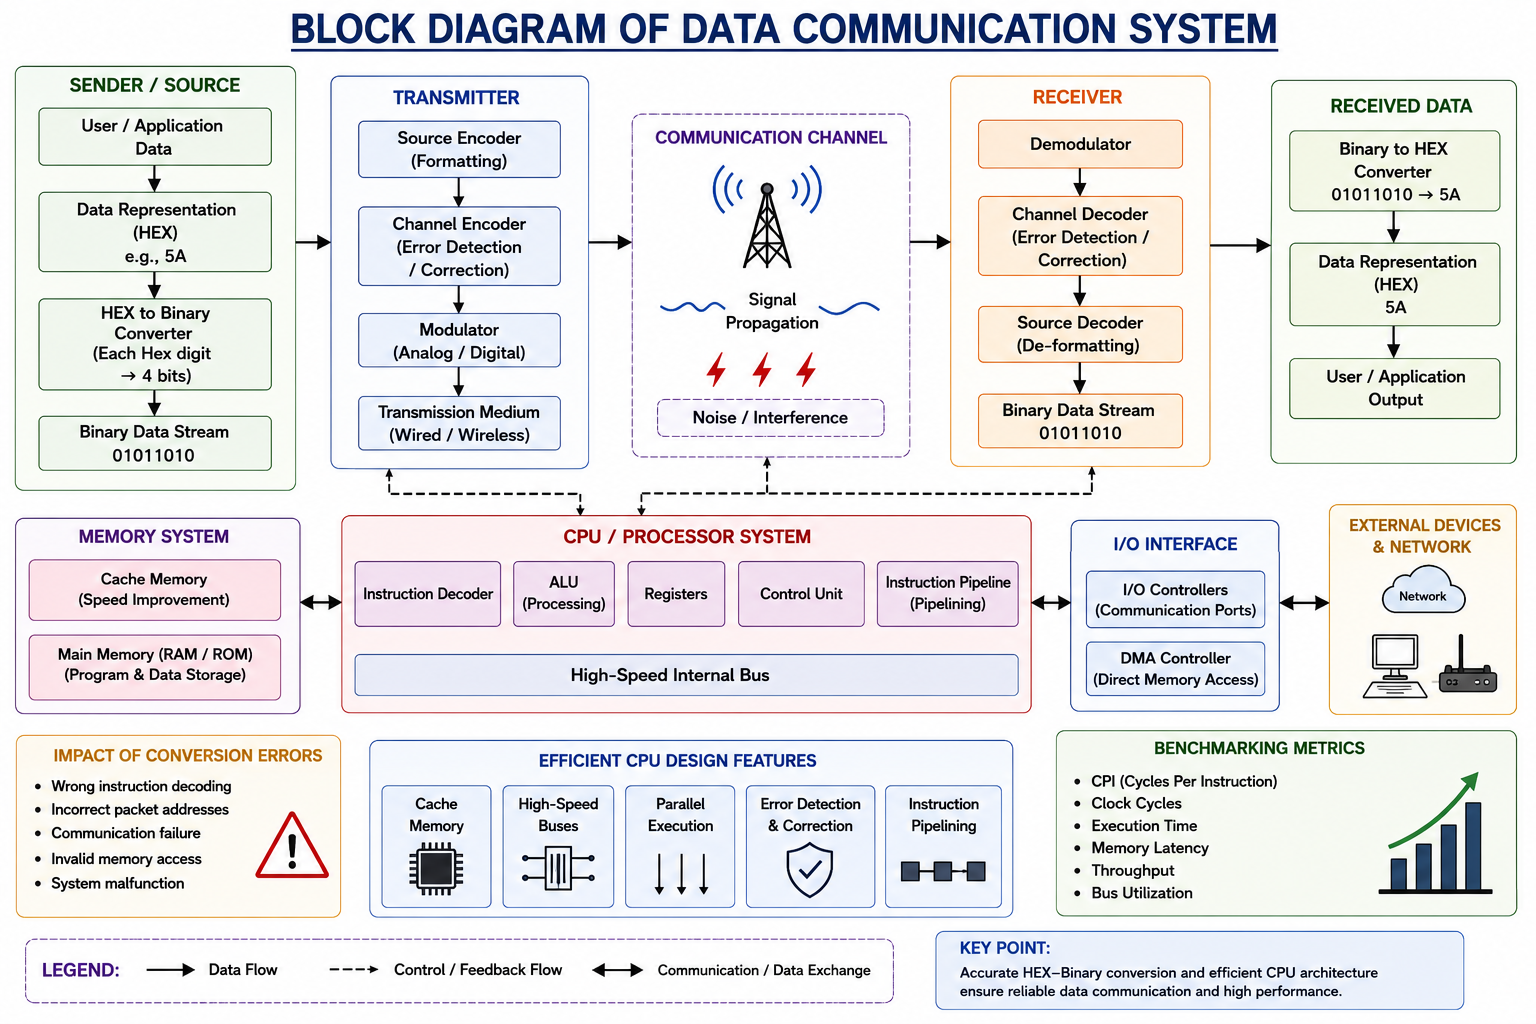 BLOCK DIAGRAM OF DATA COMMUNICATION SYSTEM
SENDER / SOURCE
User / Application
Data
Data Representation
(HEX)
e.g., 5A
HEX to Binary
Converter
(Each Hex digit
→ 4 bits)
Binary Data Stream
01011010
TRANSMITTER
Source Encoder
(Formatting)
Channel Encoder
(Error Detection
/ Correction)
Modulator
(Analog / Digital)
Transmission Medium
(Wired / Wireless)
COMMUNICATION CHANNEL
Signal
Propagation
Noise / Interference
RECEIVER
Demodulator
Channel Decoder
(Error Detection /
Correction)
Source Decoder
(De-formatting)
Binary Data Stream
01011010
RECEIVED DATA
Binary to HEX
Converter
01011010 → 5A
Data Representation
(HEX)
5A
User / Application
Output
MEMORY SYSTEM
Cache Memory
(Speed Improvement)
Main Memory (RAM / ROM)
(Program & Data Storage)
CPU / PROCESSOR SYSTEM
Instruction Decoder
ALU
(Processing)
Registers
Control Unit
Instruction Pipeline
(Pipelining)
High-Speed Internal Bus
I/O INTERFACE
I/O Controllers
(Communication Ports)
DMA Controller
(Direct Memory Access)
EXTERNAL DEVICES
& NETWORK
Network
IMPACT OF CONVERSION ERRORS
• Wrong instruction decoding
• Incorrect packet addresses
• Communication failure
• Invalid memory access
• System malfunction
EFFICIENT CPU DESIGN FEATURES
Cache
Memory
High-Speed
Buses
Parallel
Execution
Error Detection
& Correction
Instruction
Pipelining
BENCHMARKING METRICS
• CPI (Cycles Per Instruction)
• Clock Cycles
• Execution Time
• Memory Latency
• Throughput
• Bus Utilization
LEGEND:
Data Flow
Control / Feedback Flow
Communication / Data Exchange
KEY POINT:
Accurate HEX–Binary conversion and efficient CPU architecture
ensure reliable data communication and high performance.